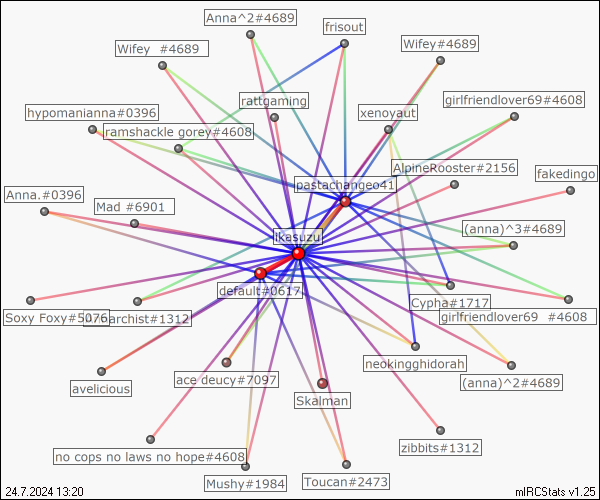 Anna^2#4689
frisout
Wifey #4689
Wifey#4689
rattgaming
girlfriendlover69#4608
hypomanianna#0396
xenoyaut
ramshackle gorey#4608
AlpineRooster#2156
fakedingo
pastachangeo41
Anna.#0396
Mad #6901
(anna)^3#4689
ikasuzu
default#0617
Cypha#1717
Soxy Foxy#5076
archist#1312
girlfriendlover69 #4608
neokingghidorah
ace deucy#7097
(anna)^2#4689
avelicious
Skalman
zibbits#1312
no cops no laws no hope#4608
Mushy#1984
Toucan#2473
24.7.2024 13:20
mIRCStats v1.25